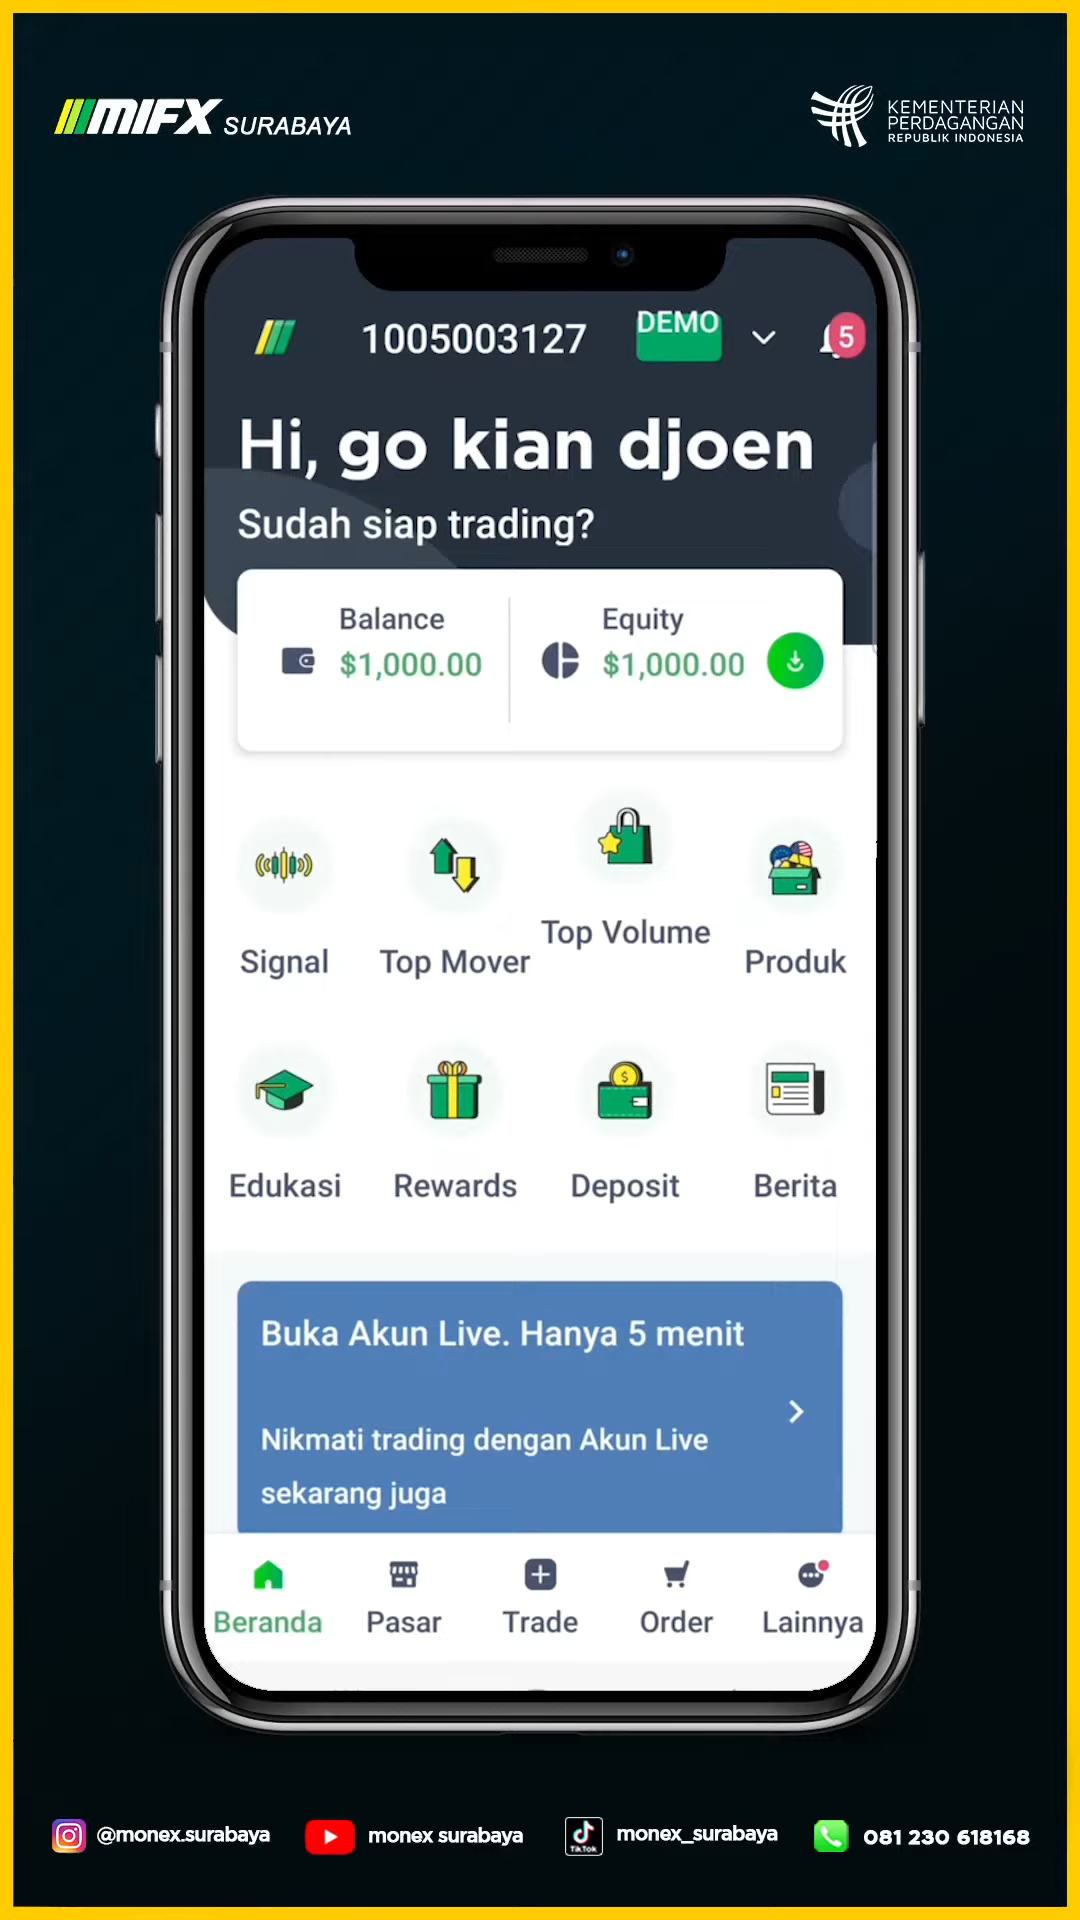 MIFX SURABAYA
KEMENTERIAN
PERDAGANGAN
REPUBLIK INDONESIA
1005003127
DEMO
5
Hi, go kian djoen
Sudah siap trading?
Balance
$1,000.00
Equity
$1,000.00
Signal
Top Mover
Top Volume
Produk
Edukasi
Rewards
Deposit
Berita
Buka Akun Live. Hanya 5 menit
Nikmati trading dengan Akun Live
sekarang juga
Beranda
Pasar
Trade
Order
Lainnya
@monex.surabaya
monex surabaya
TikTok
monex_surabaya
081 230 618168